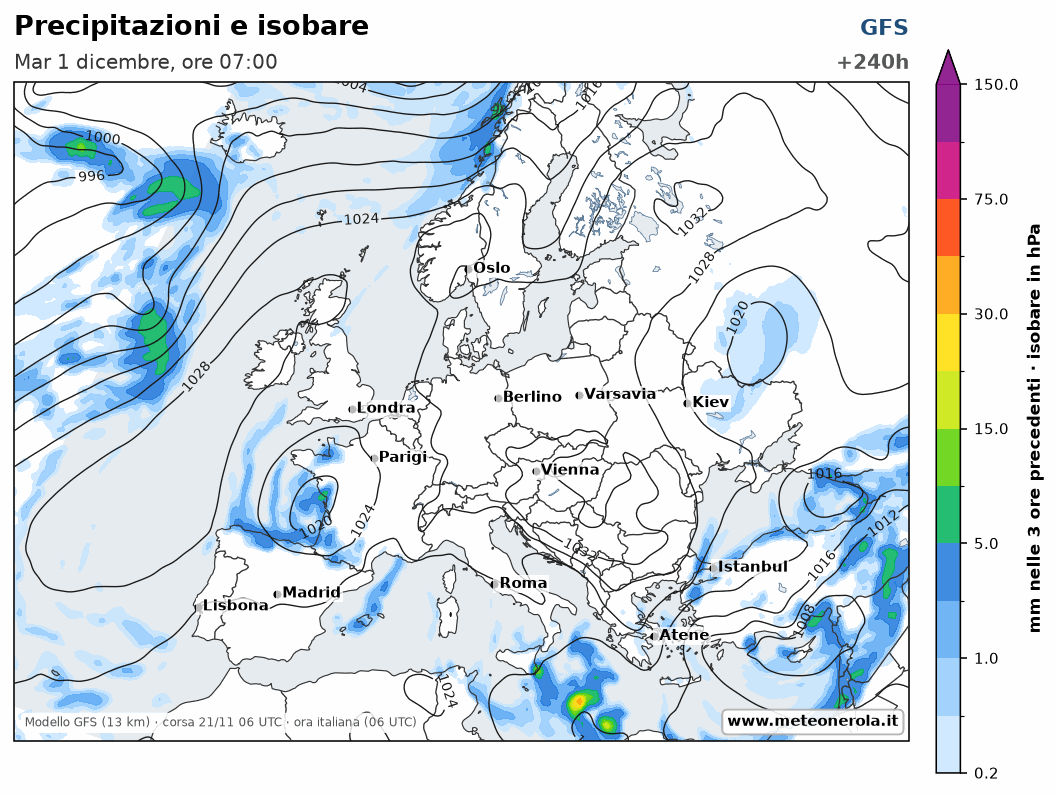 Precipitazioni e isobare
GFS
Mar 1 dicembre, ore 07:00
+240h
150.0
75.0
30.0
15.0
5.0
1.0
0.2
mm nelle 3 ore precedenti · isobare in hPa
1004
1016
1000
996
1024
1032
1028
Oslo
1020
1028
Berlino
Varsavia
Kiev
Londra
Parigi
Vienna
1016
1020
1024
1012
1032
1016
Istanbul
Roma
Madrid
Lisbona
1008
Atene
1024
Modello GFS (13 km) · corsa 21/11 06 UTC · ora italiana (06 UTC)
www.meteonerola.it